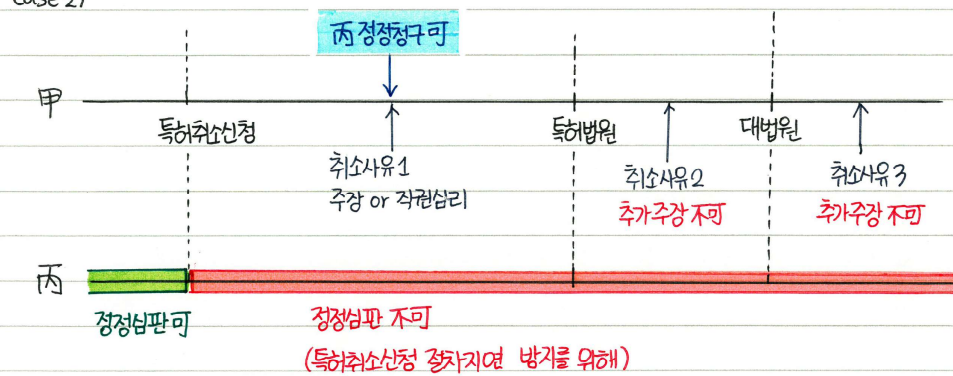 丙 정정청구 可
甲
특허취소신청
특허법원
대법원
취소사유1
주장 or 직권심리
취소사유2
추가주장 不可
취소사유3
추가주장 不可
丙
정정심판 可
정정심판 不可
(특허취소신청 절차지연 방지를 위해)